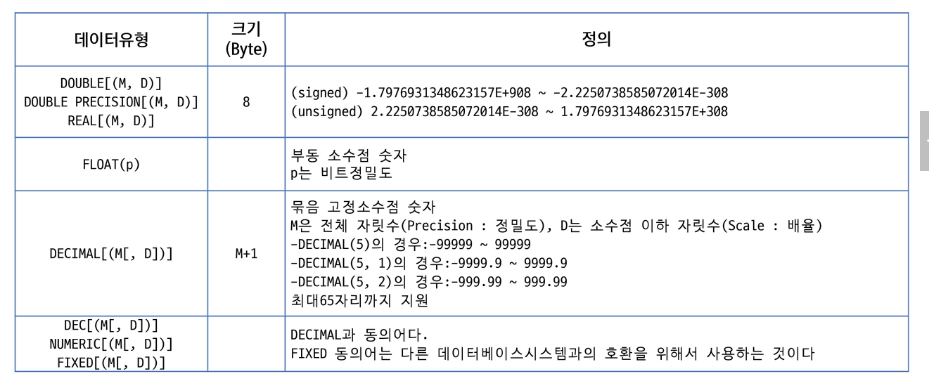 데이터유형
크기
(Byte)
정의
DOUBLE[(M, D)]
DOUBLE PRECISION[(M, D)]
REAL[(M, D)]
8
(signed) -1.7976931348623157E+908 ~ -2.2250738585072014E-308
(unsigned) 2.2250738585072014E-308 ~ 1.7976931348623157E+308
FLOAT(p)
부동 소수점 숫자
p는 비트정밀도
DECIMAL[(M[, D])]
M+1
묶음 고정소수점 숫자
M은 전체 자릿수(Precision : 정밀도), D는 소수점 이하 자릿수(Scale : 배율)
-DECIMAL(5)의 경우:-99999 ~ 99999
-DECIMAL(5, 1)의 경우:-9999.9 ~ 9999.9
-DECIMAL(5, 2)의 경우:-999.99 ~ 999.99
최대65자리까지 지원
DEC[(M[, D])]
NUMERIC[(M[, D])]
FIXED[(M[, D])]
DECIMAL과 동의어다.
FIXED 동의어는 다른 데이터베이스시스템과의 호환을 위해서 사용하는 것이다